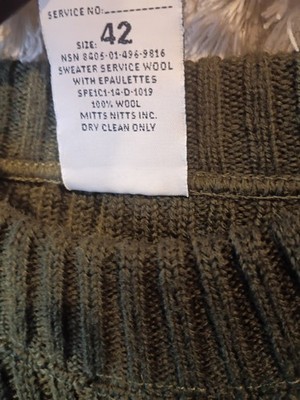 SERVICE NO:
SIZE: 42
NSN 8405-01-496-9816
SWEATER SERVICE WOOL
WITH EPAULETTES
SPE1C1-14-D-1019
100% WOOL
MITTS NITTS INC.
DRY CLEAN ONLY